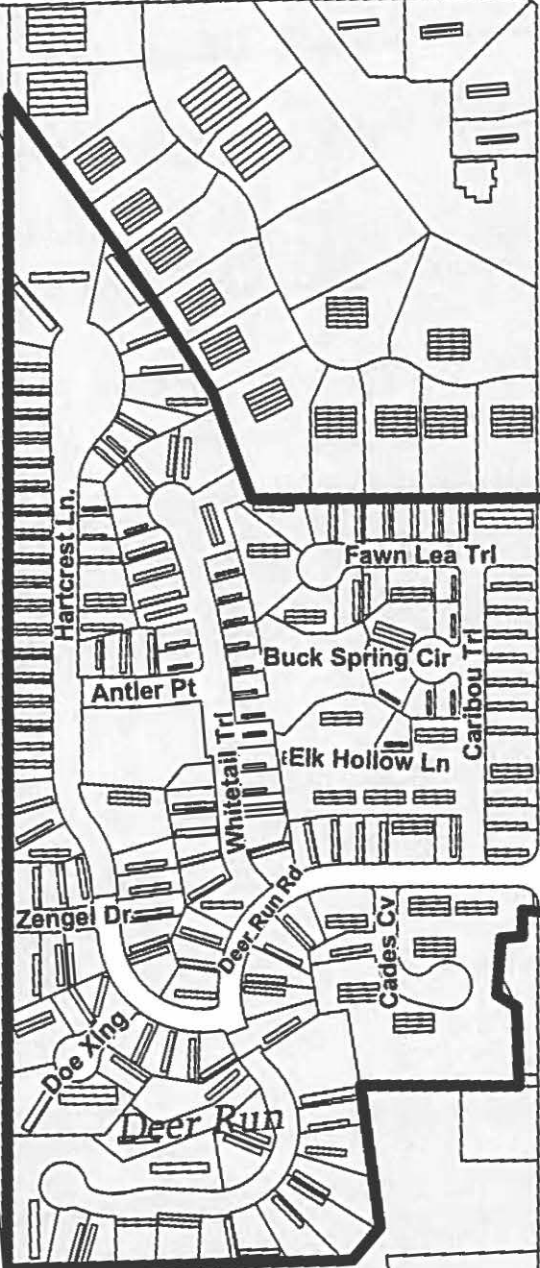 Hartcrest Ln.
Fawn Lea Trl
Buck Spring Cir
Caribou Trl
Antler Pt
Whitetail Trl
Elk Hollow Ln
Zengel Dr.
Deer Run Rd
Cades Cv
Doe Xing
Deer Run